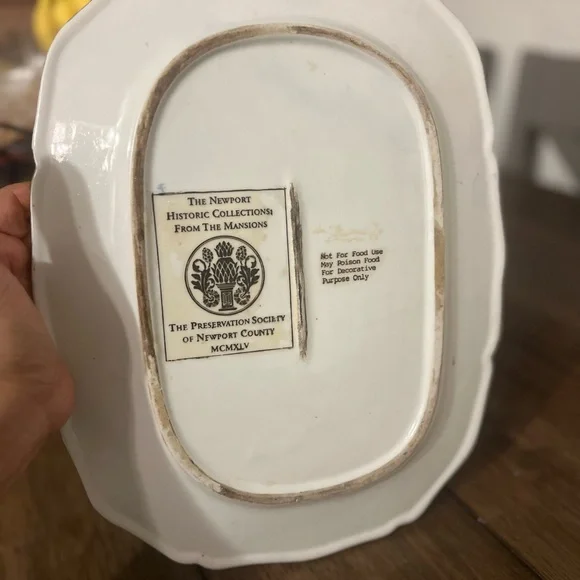 THE NEWPORT
HISTORIC COLLECTIONS:
FROM THE MANSIONS
THE PRESERVATION SOCIETY
OF NEWPORT COUNTY
MCMXLV
Not For Food Use
May Poison Food
For Decorative
Purpose Only